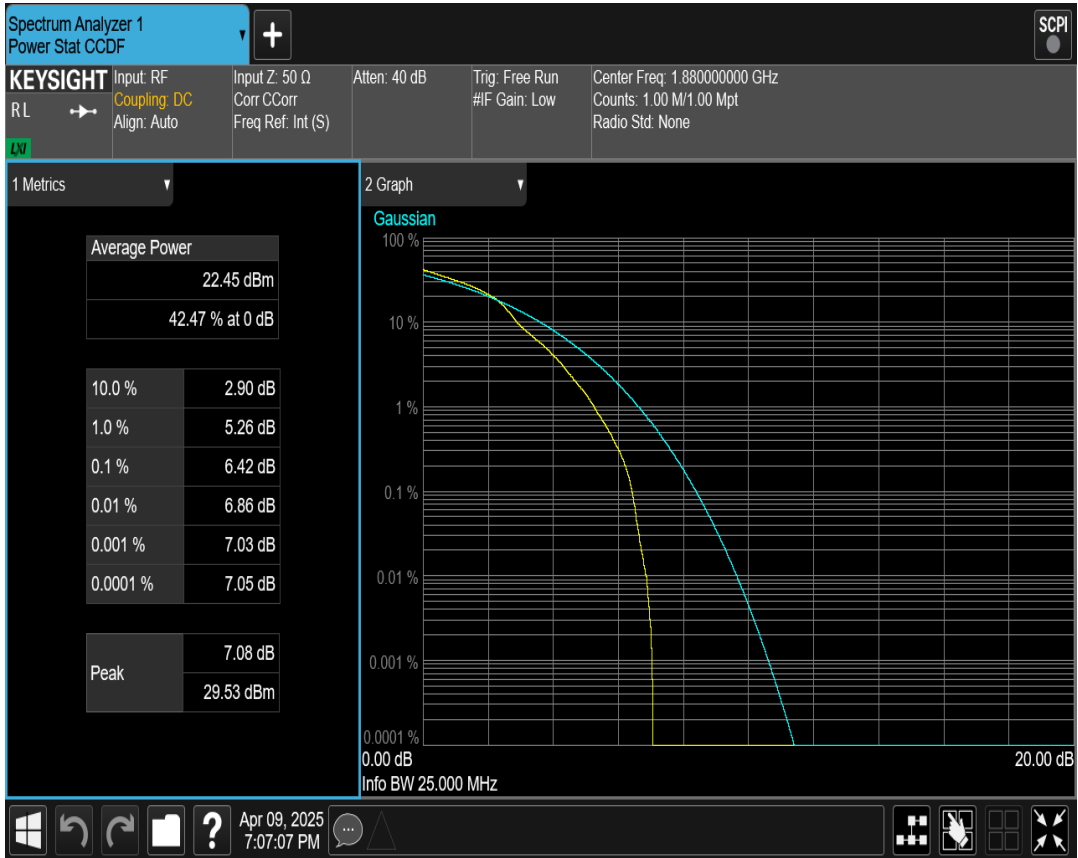 Spectrum Analyzer 1
Power Stat CCDF
+
SCPI
KEYSIGHT
R L
LXI
Input: RF
Coupling: DC
Align: Auto
Input Z: 50 Ω
Corr CCorr
Freq Ref: Int (S)
Atten: 40 dB
Trig: Free Run
#IF Gain: Low
Center Freq: 1.880000000 GHz
Counts: 1.00 M/1.00 Mpt
Radio Std: None
1 Metrics
Average Power
22.45 dBm
42.47 % at 0 dB
10.0 % 2.90 dB
1.0 % 5.26 dB
0.1 % 6.42 dB
0.01 % 6.86 dB
0.001 % 7.03 dB
0.0001 % 7.05 dB
Peak
7.08 dB
29.53 dBm
2 Graph
Gaussian
100 %
10 %
1 %
0.1 %
0.01 %
0.001 %
0.0001 %
0.00 dB 20.00 dB
Info BW 25.000 MHz
?
Apr 09, 2025
7:07:07 PM